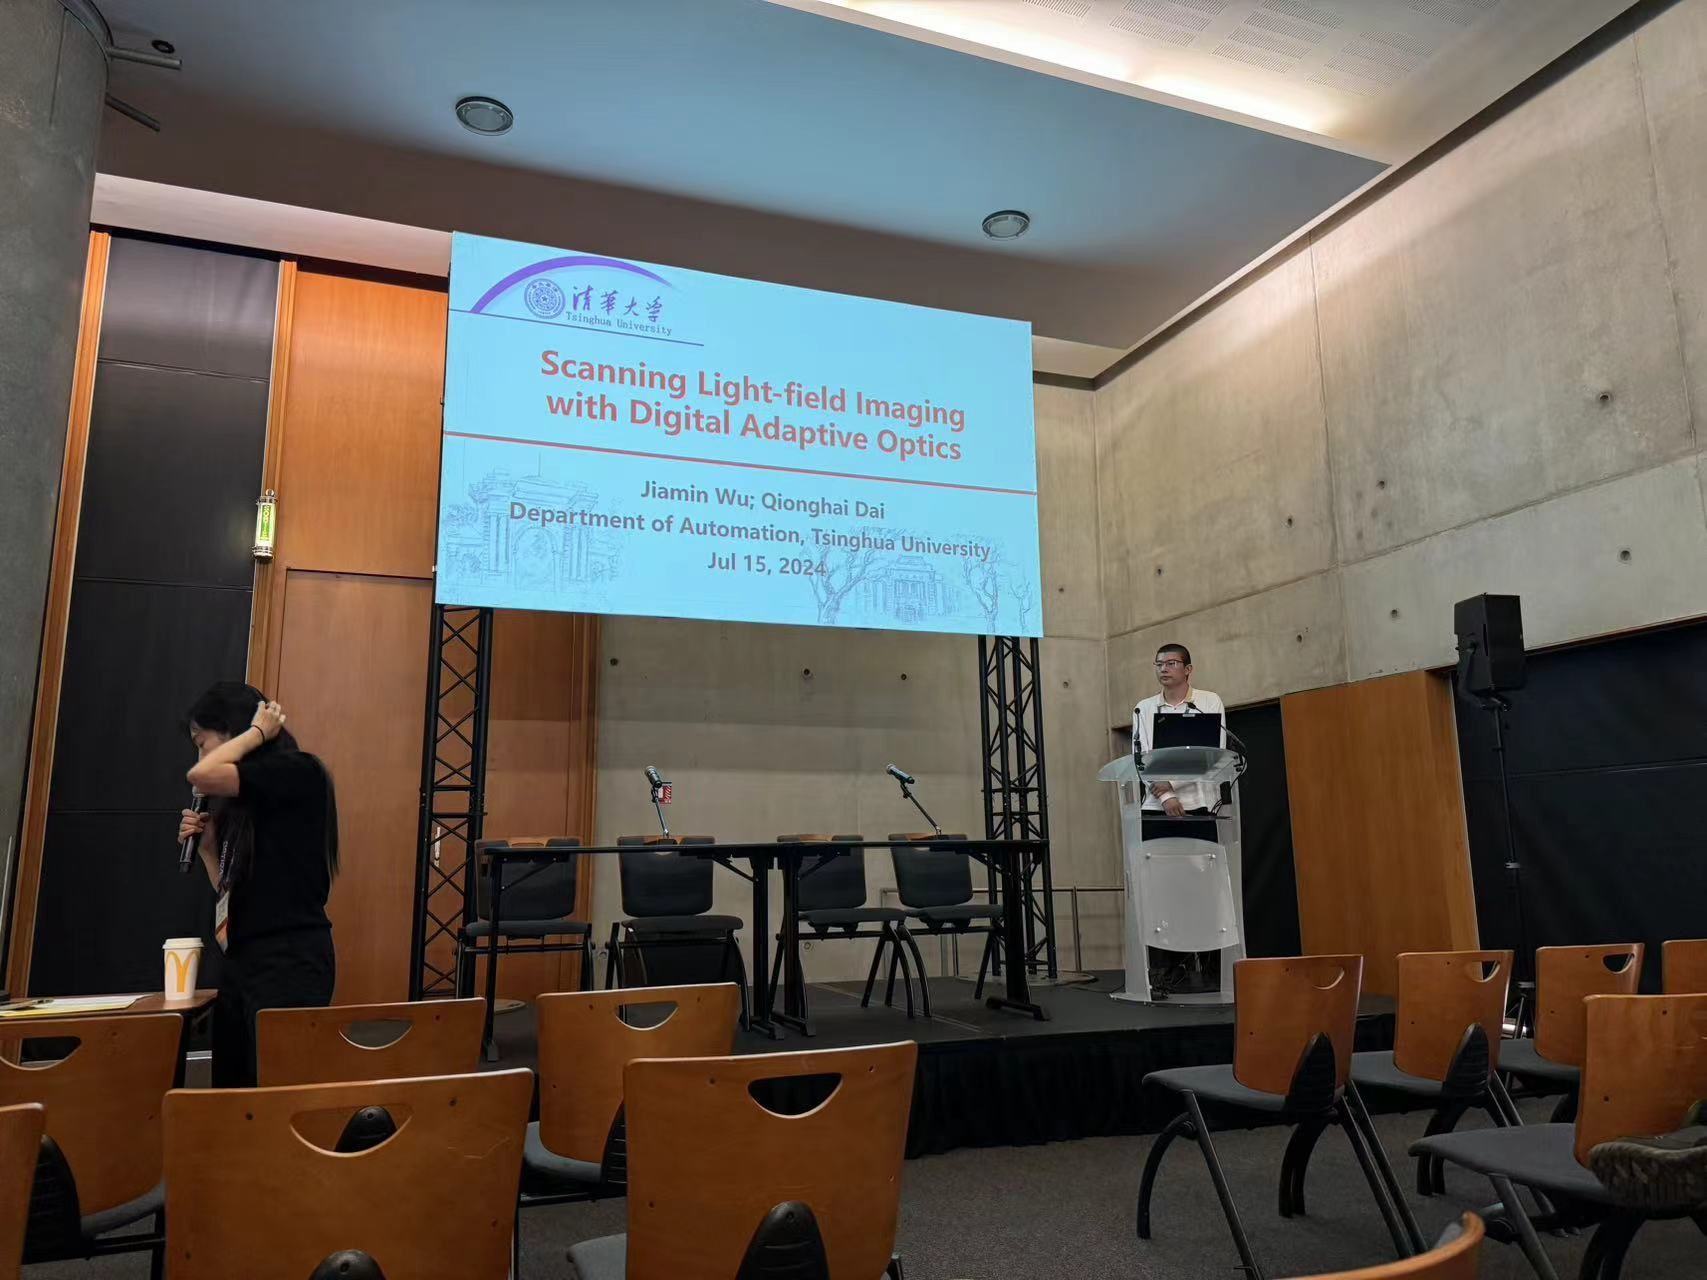 清華大学
Tsinghua University
Scanning Light-field Imaging
with Digital Adaptive Optics
Jiamin Wu; Qionghai Dai
Department of Automation, Tsinghua University
Jul 15, 2024